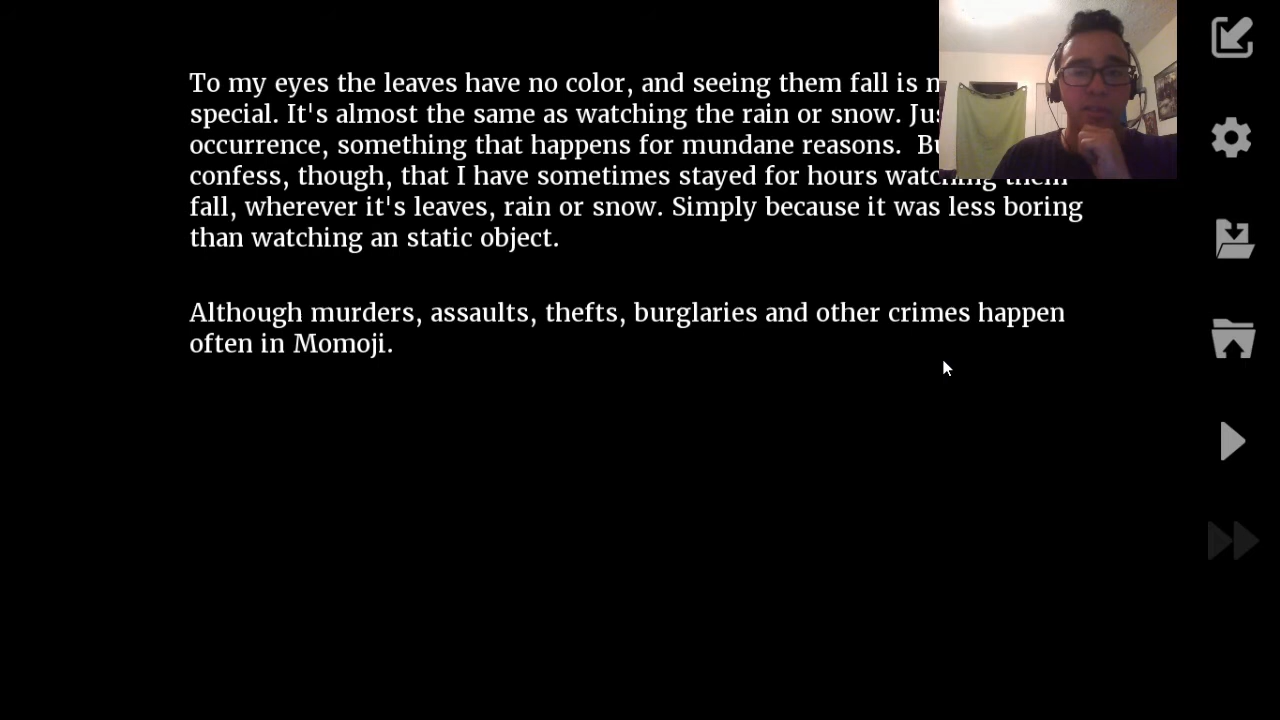 To my eyes the leaves have no color, and seeing them fall is
special. It's almost the same as watching the rain or snow.
occurrence, something that happens for mundane reasons.
confess, though, that I have sometimes stayed for hours watching them
fall, wherever it's leaves, rain or snow. Simply because it was less boring
than watching an static object.
Although murders, assaults, thefts, burglaries and other crimes happen
often in Momoji.